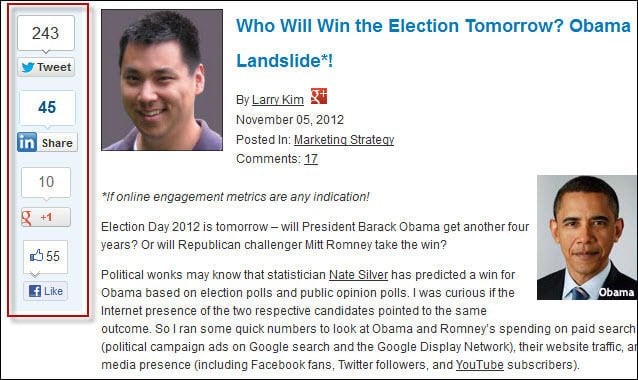 243
Tweet
45
in Share
10
g +1
55
f Like
Who Will Win the Election Tomorrow? Obama
Landslide*!
By Larry Kim g+
November 05, 2012
Posted In: Marketing Strategy
Comments: 17
*If online engagement metrics are any indication!
Election Day 2012 is tomorrow – will President Barack Obama get another four
years? Or will Republican challenger Mitt Romney take the win?
Obama
Political wonks may know that statistician Nate Silver has predicted a win for
Obama based on election polls and public opinion polls. I was curious if the
Internet presence of the two respective candidates pointed to the same
outcome. So I ran some quick numbers to look at Obama and Romney's spending on paid search
(political campaign ads on Google search and the Google Display Network), their website traffic, a
media presence (including Facebook fans, Twitter followers, and YouTube subscribers).